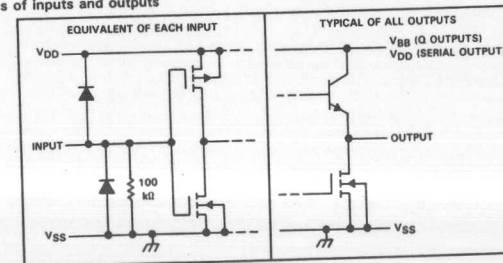 s of inputs and outputs
EQUIVALENT OF EACH INPUT
TYPICAL OF ALL OUTPUTS
VDD
INPUT
100
kΩ
VSS
VBB (Q OUTPUTS)
VDD (SERIAL OUTPUT
OUTPUT
VSS